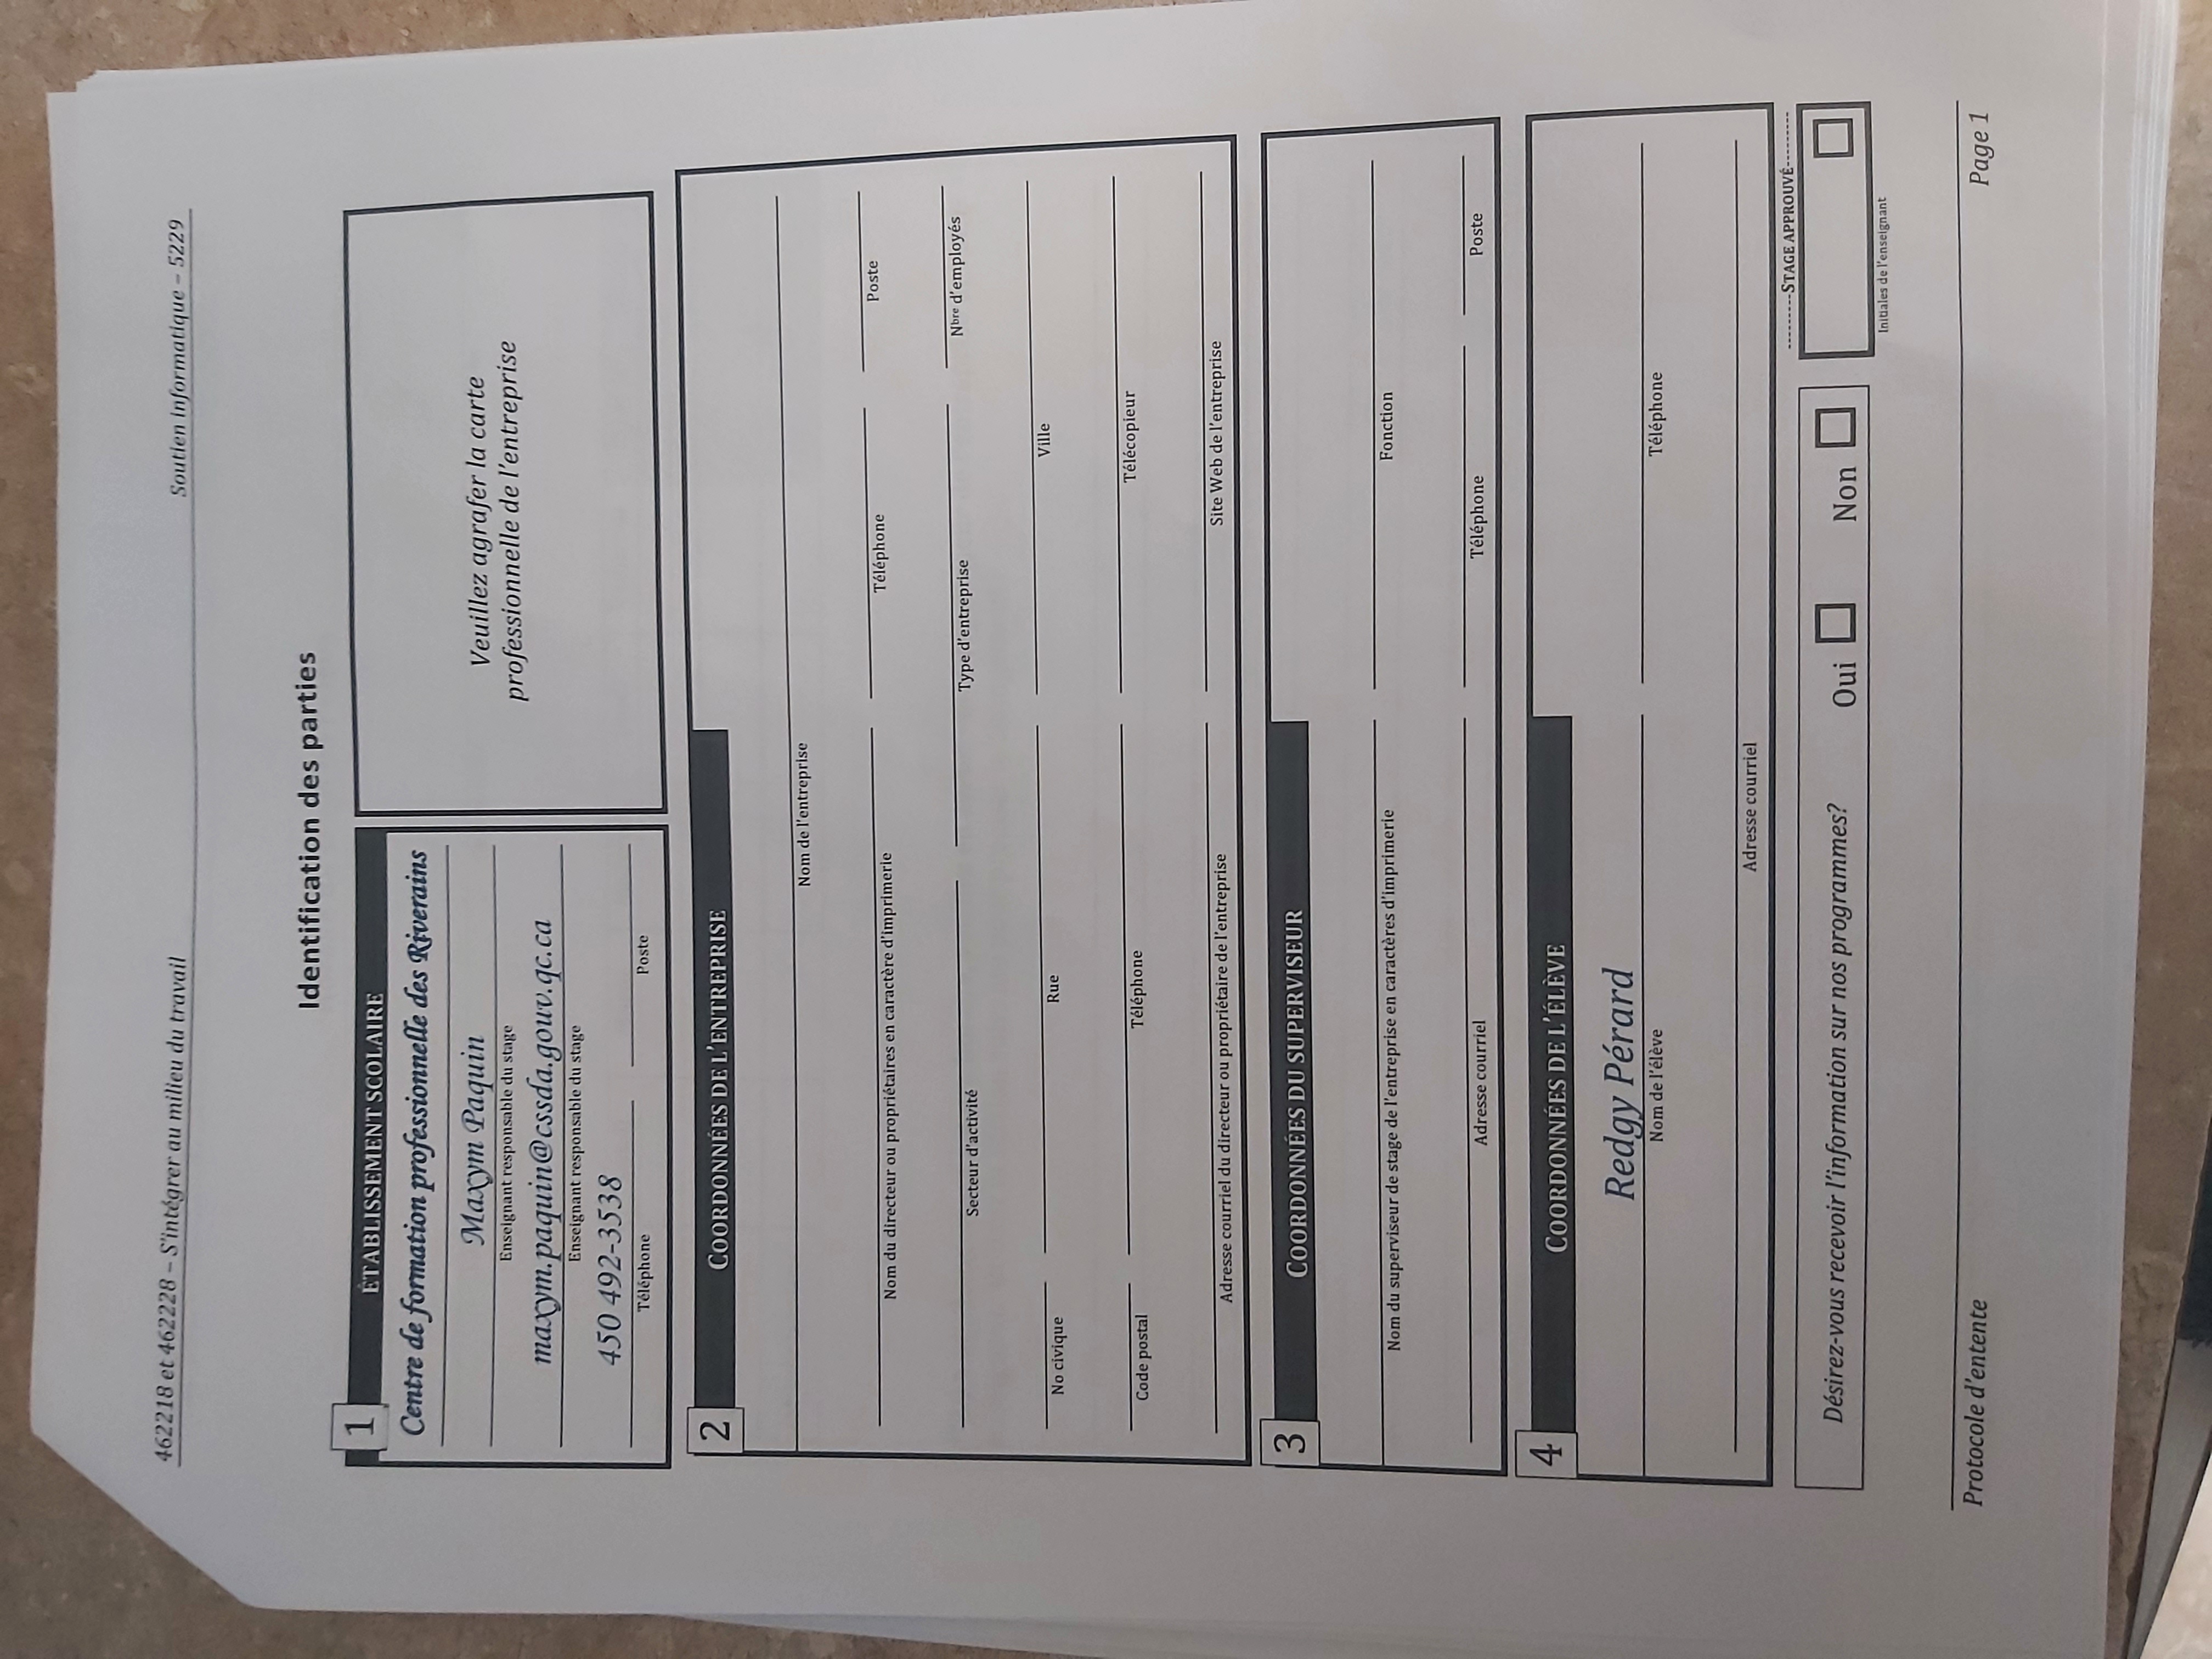 462218 et 462228 – S'intégrer au milieu du travail
Soutien informatique – 5229
Identification des parties
1
ÉTABLISSEMENT SCOLAIRE
Centre de formation professionnelle des Riverains
Maxym Paquin
Enseignant responsable du stage
maxym.paquin@cssda.gouv.qc.ca
Enseignant responsable du stage
450 492-3538
Téléphone Poste
Veuillez agrafer la carte
professionnelle de l'entreprise
2
COORDONNÉES DE L'ENTREPRISE
Nom de l'entreprise
Nom du directeur ou propriétaires en caractère d'imprimerie Téléphone Poste
Secteur d'activité Type d'entreprise Nbre d'employés
No civique Rue Ville
Code postal Téléphone Télécopieur
Adresse courriel du directeur ou propriétaire de l'entreprise Site Web de l'entreprise
3
COORDONNÉES DU SUPERVISEUR
Nom du superviseur de stage de l'entreprise en caractères d'imprimerie Fonction
Adresse courriel Téléphone Poste
4
COORDONNÉES DE L'ÉLÈVE
Redgy Pérard
Nom de l'élève Téléphone
Adresse courriel
---------STAGE APPROUVÉ---------
Désirez-vous recevoir l'information sur nos programmes? Oui Non
Initiales de l'enseignant
Protocole d'entente Page 1